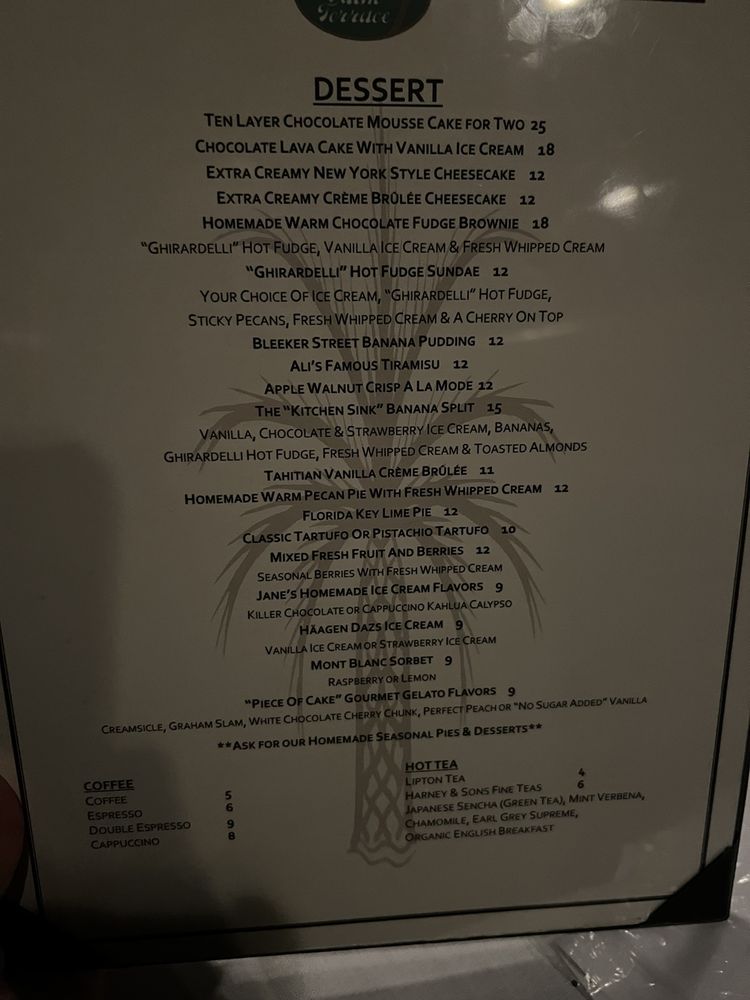 Terrace
DESSERT
TEN LAYER CHOCOLATE MOUSSE CAKE FOR TWO 25
CHOCOLATE LAVA CAKE WITH VANILLA ICE CREAM 18
EXTRA CREAMY NEW YORK STYLE CHEESECAKE 12
EXTRA CREAMY CRÈME BRÛLÉE CHEESECAKE 12
HOMEMADE WARM CHOCOLATE FUDGE BROWNIE 18
"GHIRARDELLI" HOT FUDGE, VANILLA ICE CREAM & FRESH WHIPPED CREAM
"GHIRARDELLI" HOT FUDGE SUNDAE 12
YOUR CHOICE OF ICE CREAM, "GHIRARDELLI" HOT FUDGE,
STICKY PECANS, FRESH WHIPPED CREAM & A CHERRY ON TOP
BLEEKER STREET BANANA PUDDING 12
ALI'S FAMOUS TIRAMISU 12
APPLE WALNUT CRISP A LA MODE 12
THE "KITCHEN SINK" BANANA SPLIT 15
VANILLA, CHOCOLATE & STRAWBERRY ICE CREAM, BANANAS,
GHIRARDELLI HOT FUDGE, FRESH WHIPPED CREAM & TOASTED ALMONDS
TAHITIAN VANILLA CRÈME BRÛLÉE 11
HOMEMADE WARM PECAN PIE WITH FRESH WHIPPED CREAM 12
FLORIDA KEY LIME PIE 12
CLASSIC TARTUFO OR PISTACHIO TARTUFO 10
MIXED FRESH FRUIT AND BERRIES 12
SEASONAL BERRIES WITH FRESH WHIPPED CREAM
JANE'S HOMEMADE ICE CREAM FLAVORS 9
KILLER CHOCOLATE OR CAPPUCCINO KAHLUA CALYPSO
HÄAGEN DAZS ICE CREAM 9
VANILLA ICE CREAM OR STRAWBERRY ICE CREAM
MONT BLANC SORBET 9
RASPBERRY OR LEMON
"PIECE OF CAKE" GOURMET GELATO FLAVORS 9
CREAMSICLE, GRAHAM SLAM, WHITE CHOCOLATE CHERRY CHUNK, PERFECT PEACH OR "NO SUGAR ADDED" VANILLA
**ASK FOR OUR HOMEMADE SEASONAL PIES & DESSERTS**
COFFEE
COFFEE 5
ESPRESSO 6
DOUBLE ESPRESSO 9
CAPPUCCINO 8
HOT TEA
LIPTON TEA 4
HARNEY & SONS FINE TEAS 6
JAPANESE SENCHA (GREEN TEA), MINT VERBENA,
CHAMOMILE, EARL GREY SUPREME,
ORGANIC ENGLISH BREAKFAST